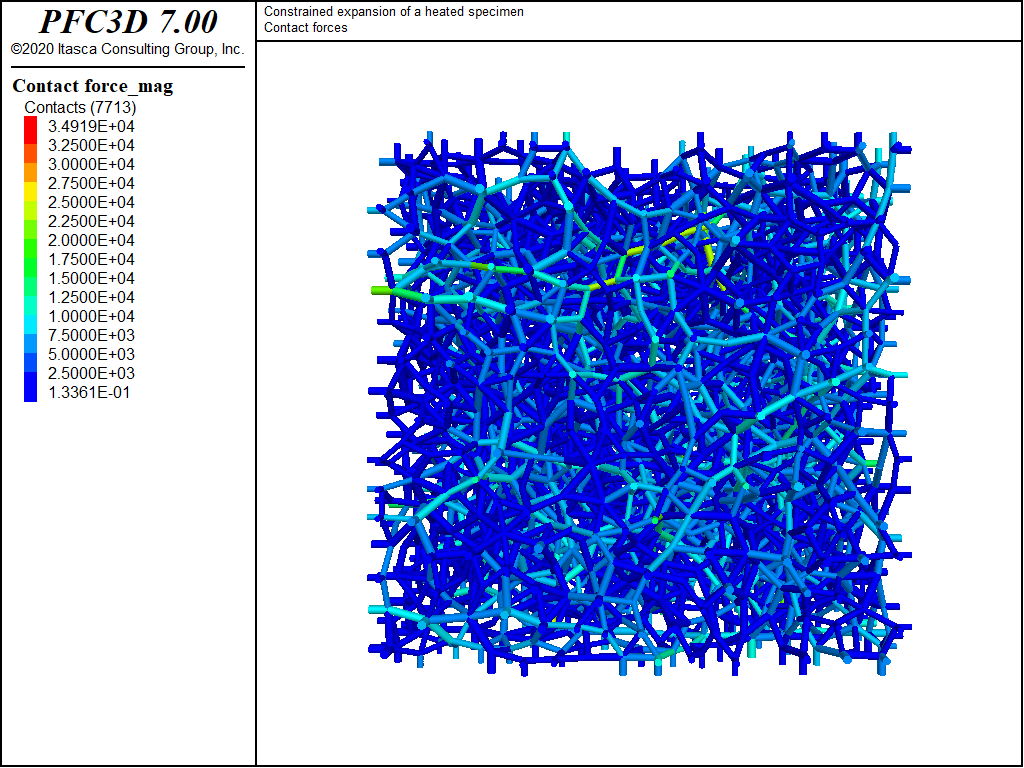 PFC3D 7.00
©2020 Itasca Consulting Group, Inc.
Contact force_mag
Contacts (7713)
3.4919E+04
3.2500E+04
3.0000E+04
2.7500E+04
2.5000E+04
2.2500E+04
2.0000E+04
1.7500E+04
1.5000E+04
1.2500E+04
1.0000E+04
7.5000E+03
5.0000E+03
2.5000E+03
1.3361E-01
Constrained expansion of a heated specimen
Contact forces